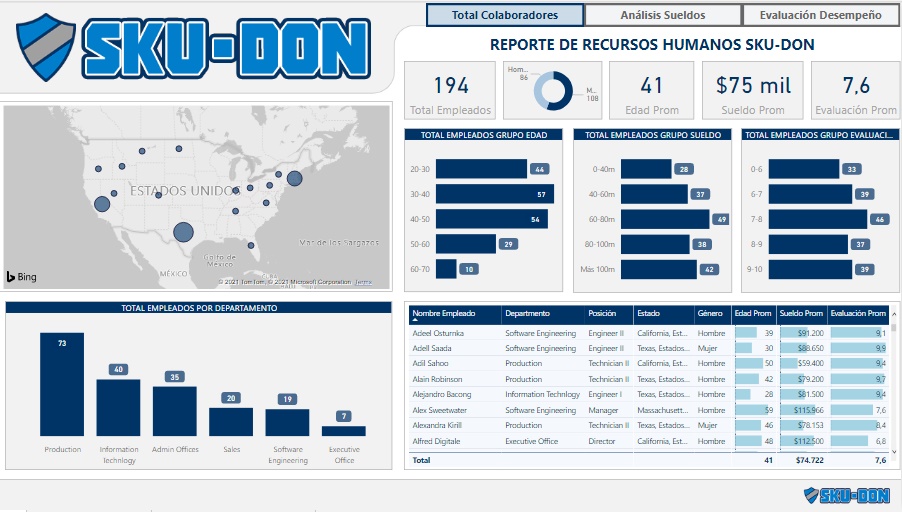 SKU-DON
Total Colaboradores
Análisis Sueldos
Evaluación Desempeño
REPORTE DE RECURSOS HUMANOS SKU-DON
194
Total Empleados
Hom...
86
M...
108
41
Edad Prom
$75 mil
Sueldo Prom
7,6
Evaluación Prom
ESTADOS UNIDOS
Mar de los Sargazos
Golfo de
México
MÉXICO
CUBA
Bing
© 2021 TomTom, © 2021 Microsoft Corporation Terms
TOTAL EMPLEADOS GRUPO EDAD
20-30 44
30-40 57
40-50 54
50-60 29
60-70 10
TOTAL EMPLEADOS GRUPO SUELDO
0-40m 28
40-60m 37
60-80m 49
80-100m 38
Más 100m 42
TOTAL EMPLEADOS GRUPO EVALUACI...
0-6 33
6-7 39
7-8 46
8-9 37
9-10 39
TOTAL EMPLEADOS POR DEPARTAMENTO
73
40
35
20
19
7
Production
Information
Technlogy
Admin Offices
Sales
Software
Engineering
Executive
Office
Nombre Empleado Departamento Posición Estado Género Edad Prom Sueldo Prom Evaluación Prom
Adeel Osturnka Software Engineering Engineer II California, Est... Hombre 39 $91.200 9,1
Adell Saada Software Engineering Engineer II Texas, Estados... Mujer 30 $88.650 9,9
Adil Sahoo Production Technician II California, Est... Hombre 50 $59.400 9,4
Alain Robinson Production Technician II Texas, Estados... Hombre 42 $79.200 9,7
Alejandro Bacong Information Technlogy Engineer I Texas, Estados... Hombre 28 $81.500 9,4
Alex Sweetwater Software Engineering Manager Massachusett... Hombre 59 $115.966 7,6
Alexandra Kirill Production Technician II Texas, Estados... Mujer 46 $78.153 8,4
Alfred Digitale Executive Office Director California, Est... Hombre 48 $112.500 6,8
Total 41 $74.722 7,6
SKU-DON